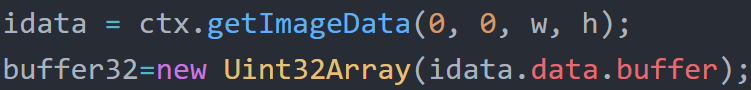 idata = ctx.getImageData(0, 0, w, h);
buffer32=new Uint32Array(idata.data.buffer);